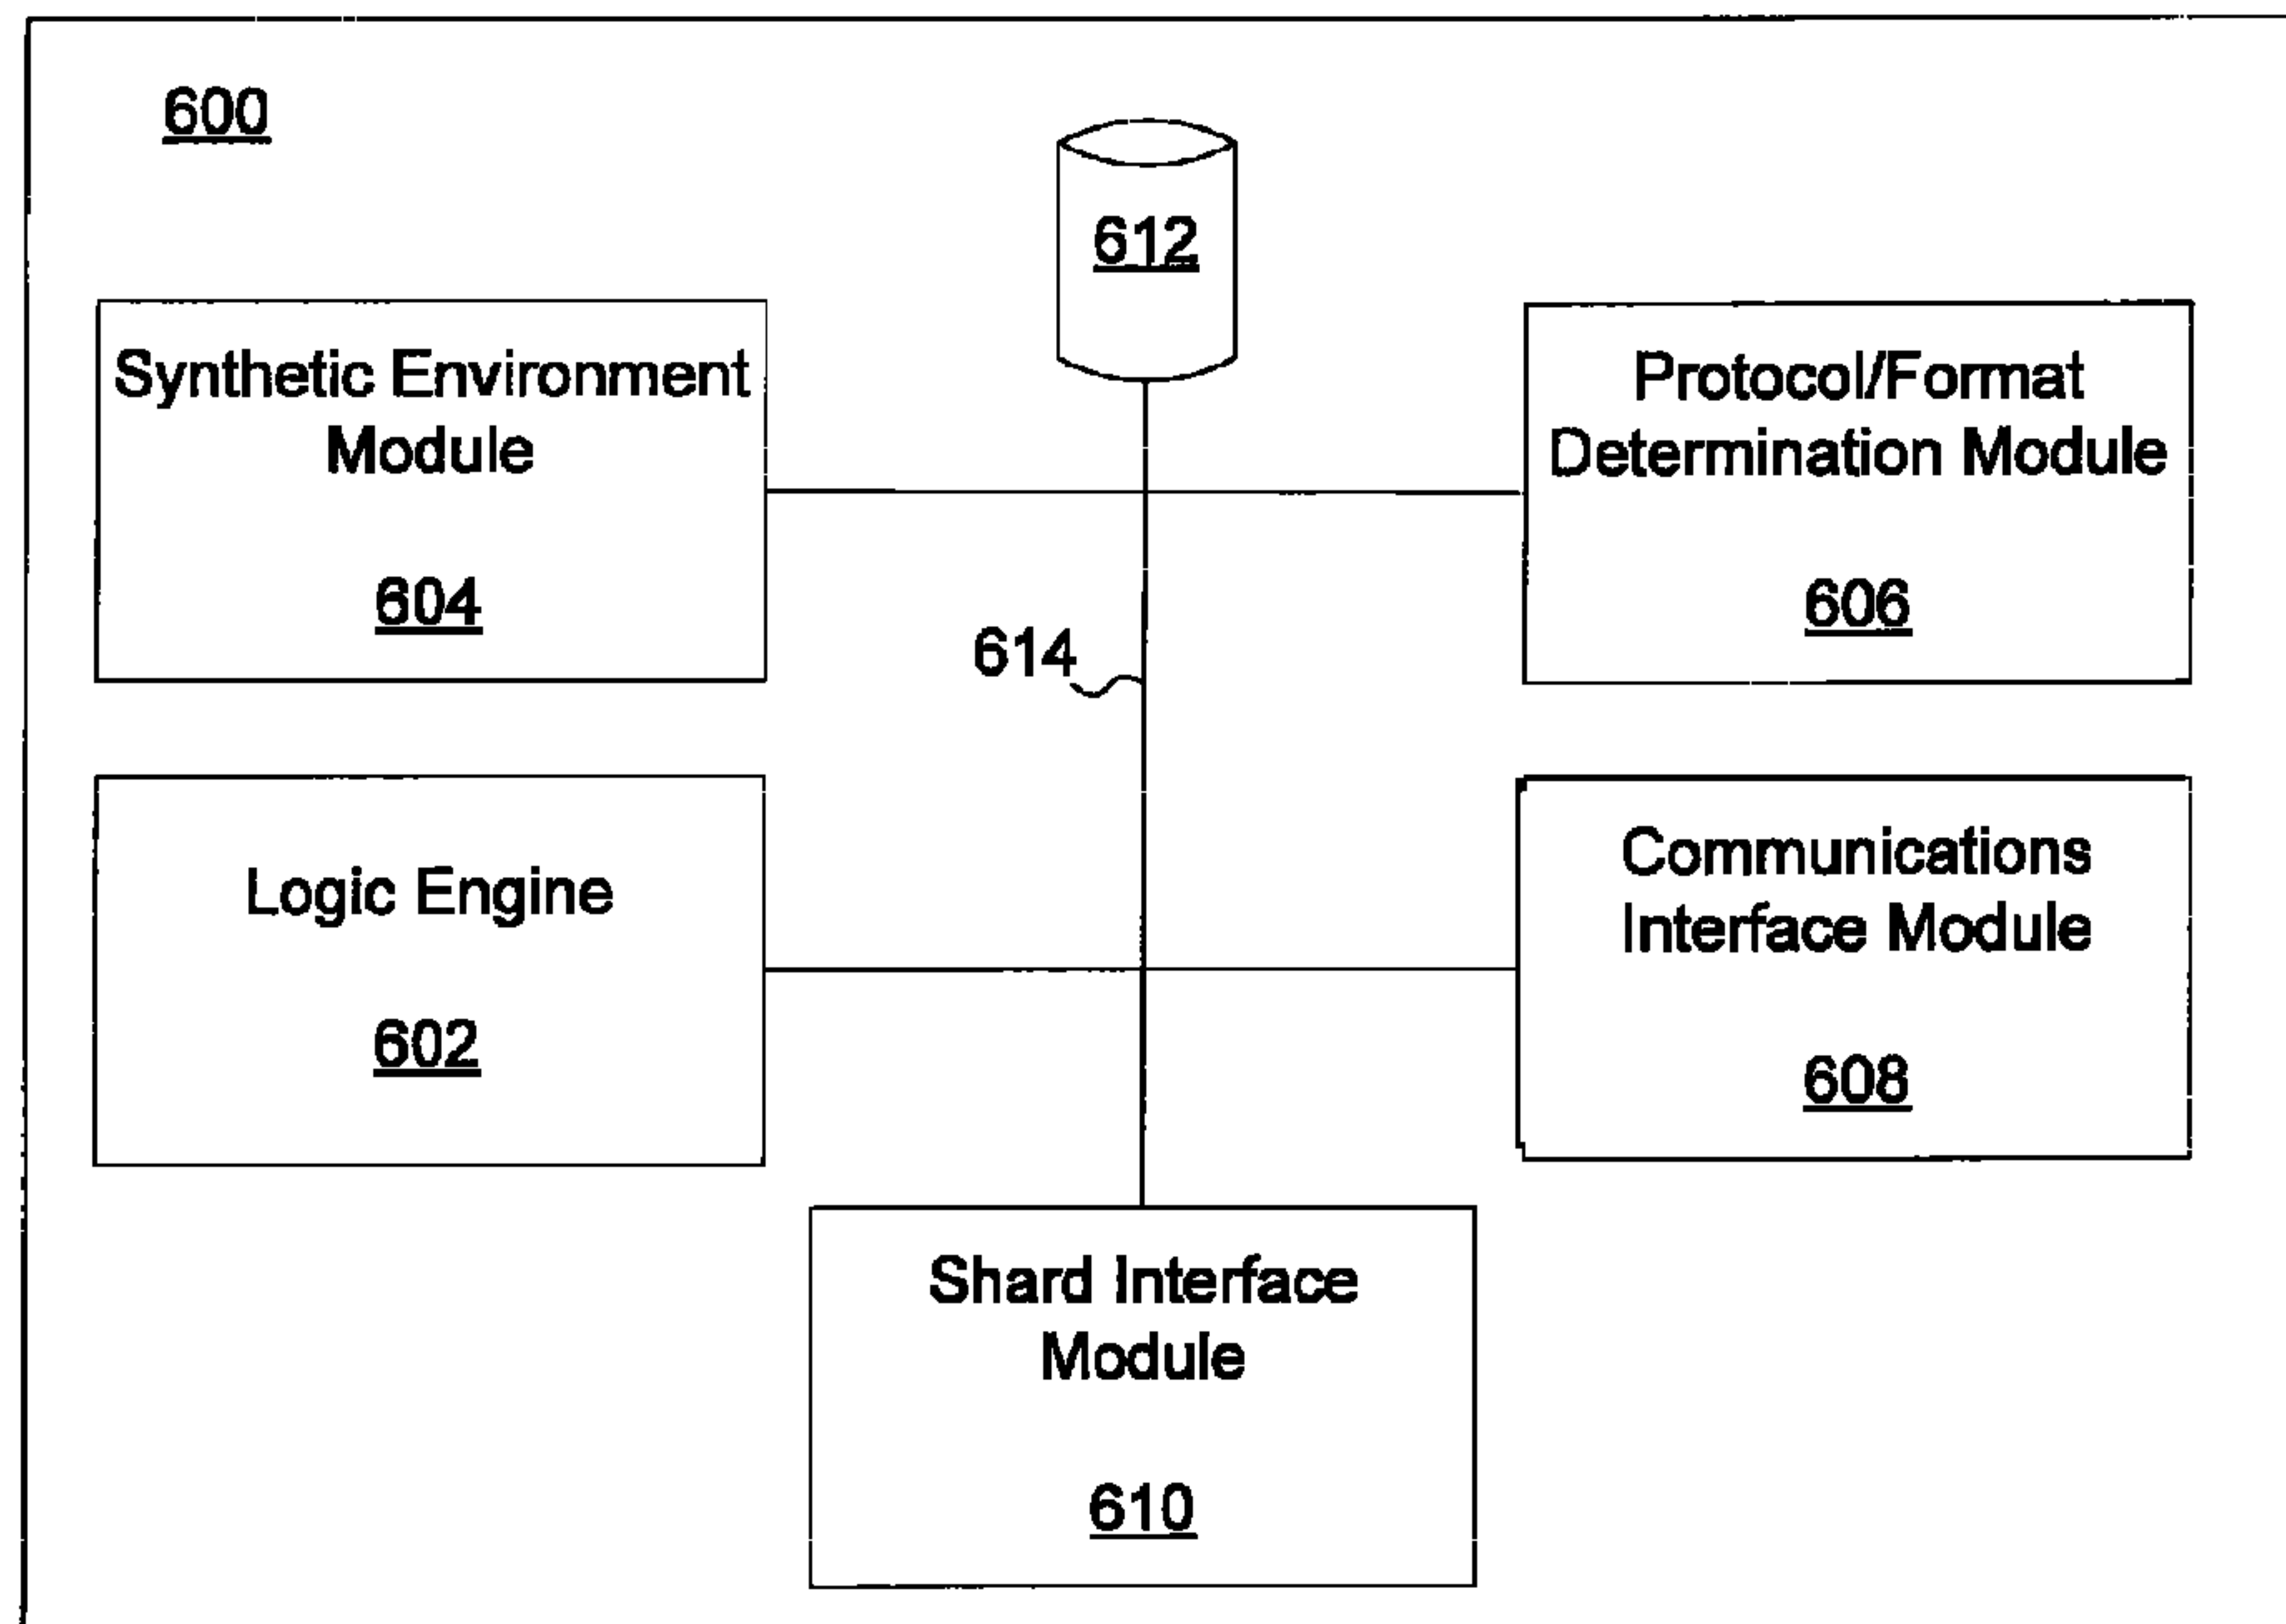 600
612
Synthetic Environment
Module
604
Protocol/Format
Determination Module
606
614
Logic Engine
602
Communications
Interface Module
608
Shard Interface
Module
610